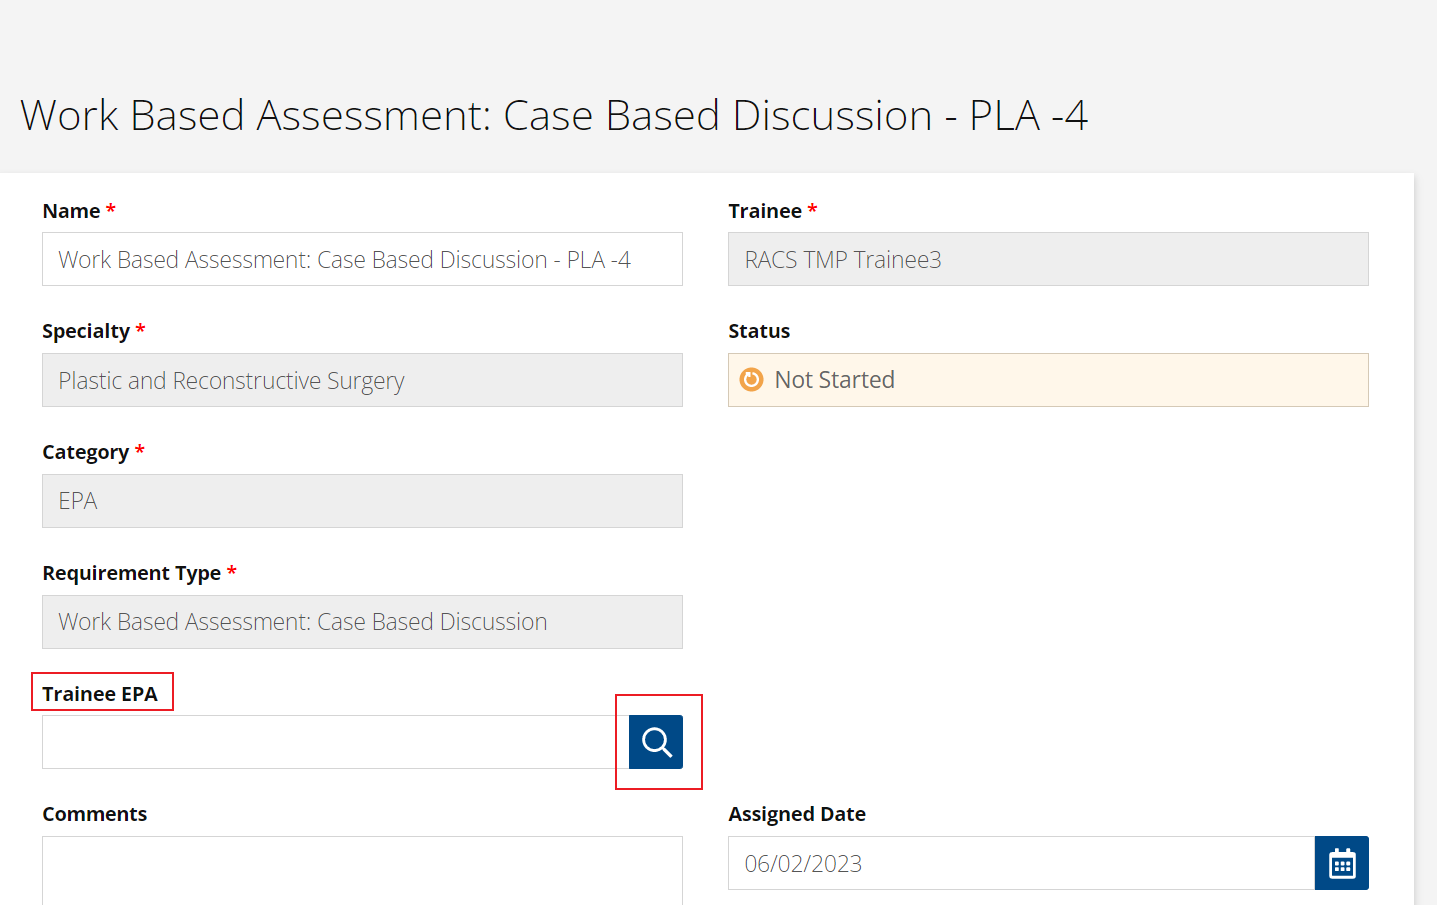 Work Based Assessment: Case Based Discussion - PLA -4
Name *
Trainee *
Work Based Assessment: Case Based Discussion - PLA -4
RACS TMP Trainee3
Specialty *
Status
Plastic and Reconstructive Surgery
Not Started
Category *
EPA
Requirement Type *
Work Based Assessment: Case Based Discussion
Trainee EPA
Comments
Assigned Date
06/02/2023